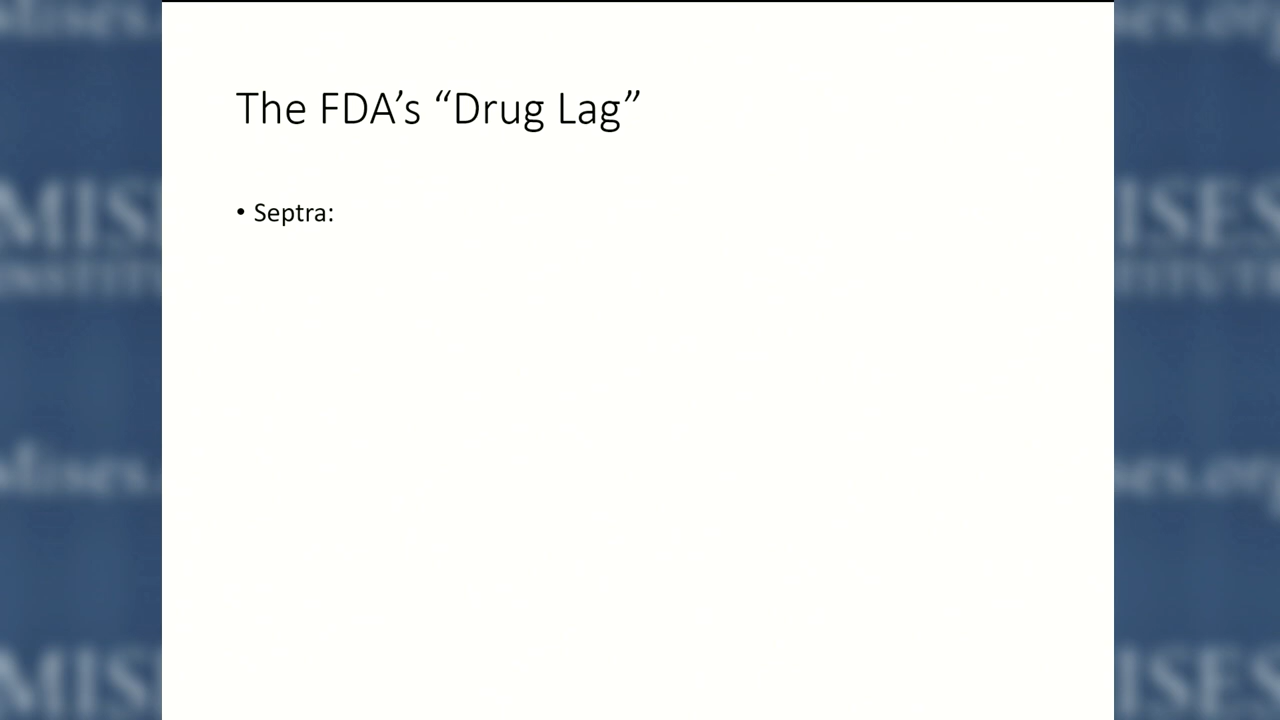 The FDA’s “Drug Lag”
• Septra: